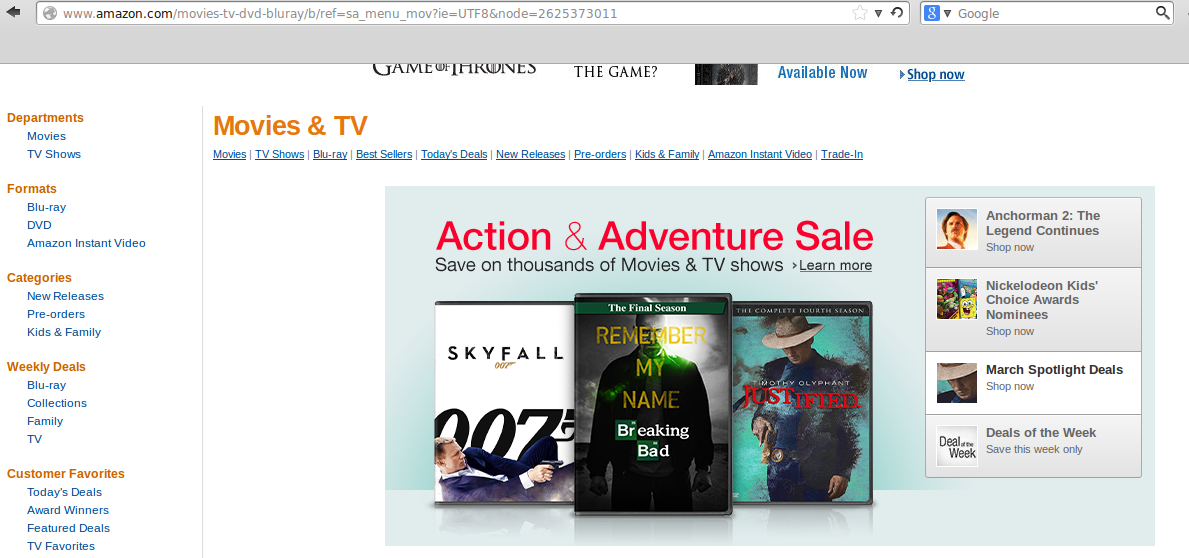 www.amazon.com/movies-tv-dvd-bluray/b/ref=sa_menu_mov?ie=UTF8&node=2625373011
Google
GAME OF THRONES
THE GAME?
Available Now
Shop now
Departments
Movies
TV Shows
Formats
Blu-ray
DVD
Amazon Instant Video
Categories
New Releases
Pre-orders
Kids & Family
Weekly Deals
Blu-ray
Collections
Family
TV
Customer Favorites
Today's Deals
Award Winners
Featured Deals
TV Favorites
Movies & TV
Movies | TV Shows | Blu-ray | Best Sellers | Today's Deals | New Releases | Pre-orders | Kids & Family | Amazon Instant Video | Trade-In
Action & Adventure Sale
Save on thousands of Movies & TV shows › Learn more
SKYFALL
007
007
The Final Season
REMEMBER
MY
NAME
Breaking
Bad
THE COMPLETE FOURTH SEASON
TIMOTHY OLYPHANT
JUSTIFIED
Anchorman 2: The
Legend Continues
Shop now
Nickelodeon Kids'
Choice Awards
Nominees
Shop now
March Spotlight Deals
Shop now
Deal of the
Week
Deals of the Week
Save this week only